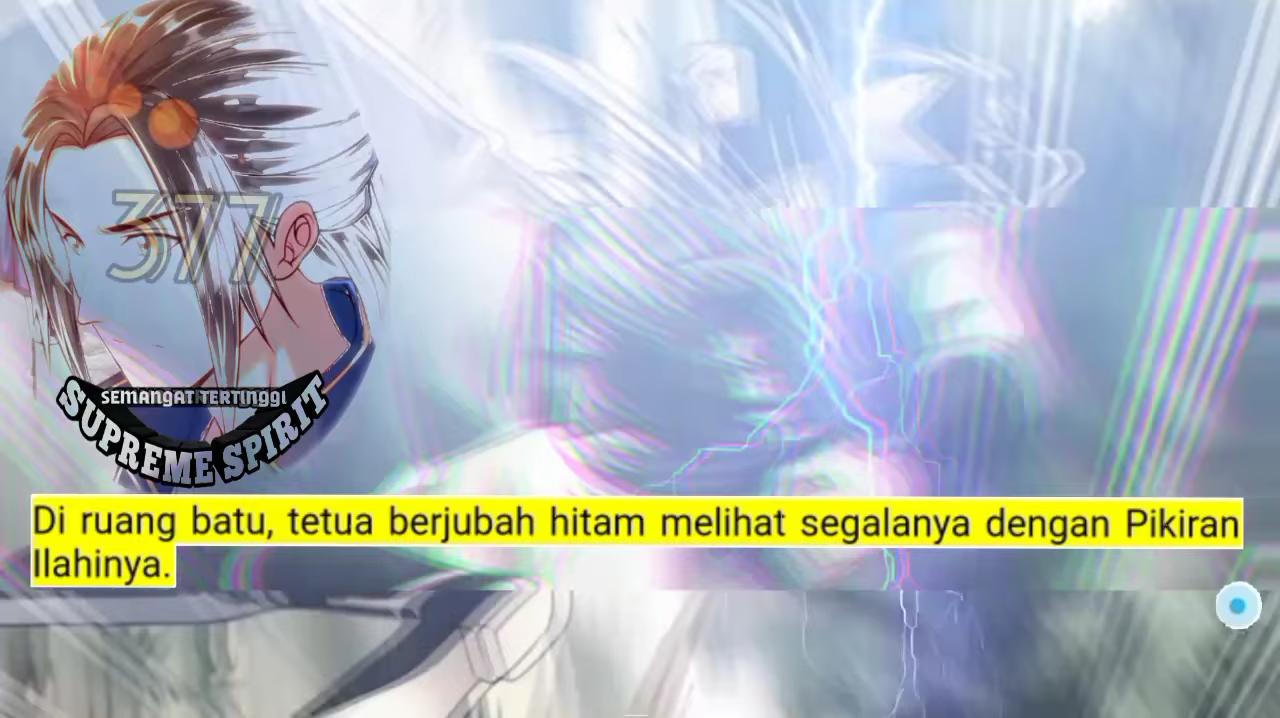 377
SEMANGAT TERTINGGI
SUPREME SPIRIT
Di ruang batu, tetua berjubah hitam melihat segalanya dengan Pikiran
Ilahinya.